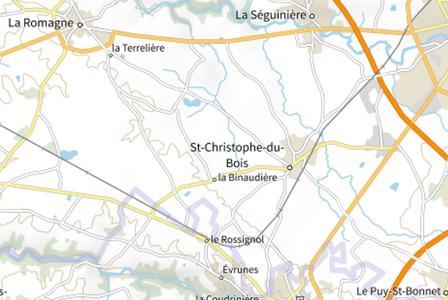 La Séguinière
La Romagne
la Terrelière
St-Christophe-du-
Bois
la Binaudière
le Rossignol
Évrunes
la Coudrinière
Le Puy-St-Bonnet